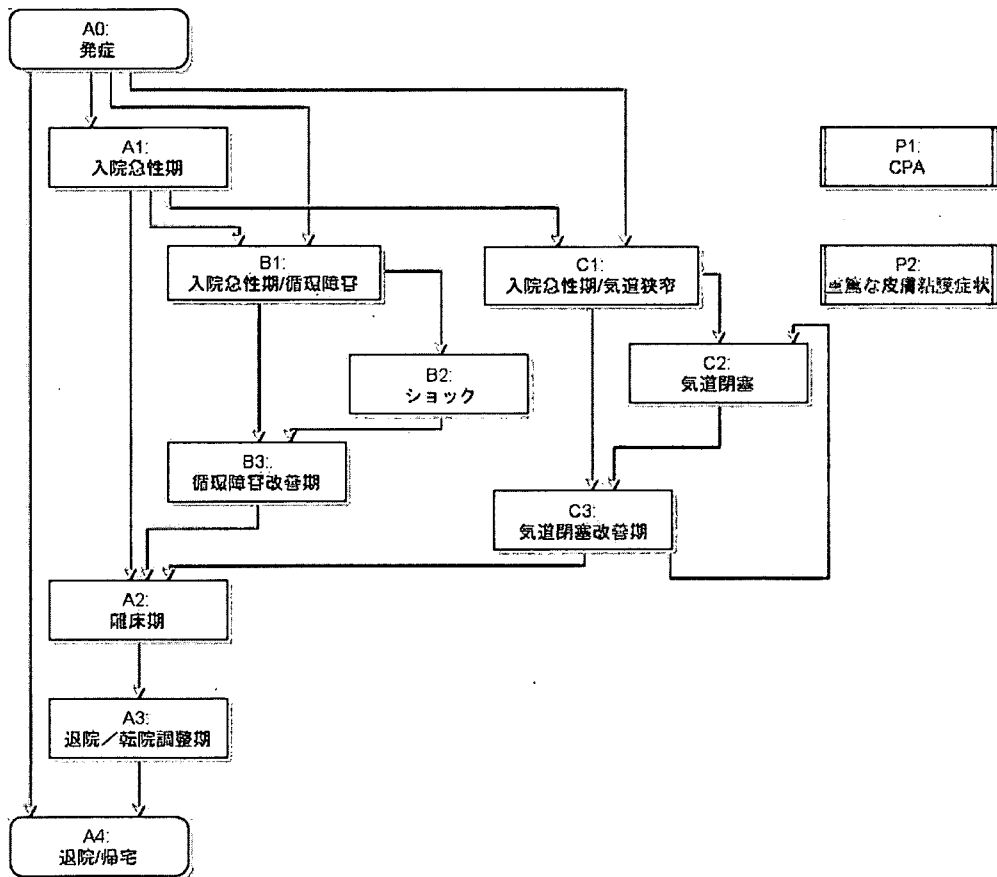 A0:
発症
A1:
入院急性期
P1:
CPA
B1:
入院急性期/循環障害
C1:
入院急性期/気道狭窄
P2:
重篤な皮膚粘膜症状
B2:
ショック
C2:
気道閉塞
B3:
循環障害改善期
C3:
気道閉塞改善期
A2:
離床期
A3:
退院／転院調整期
A4:
退院/帰宅